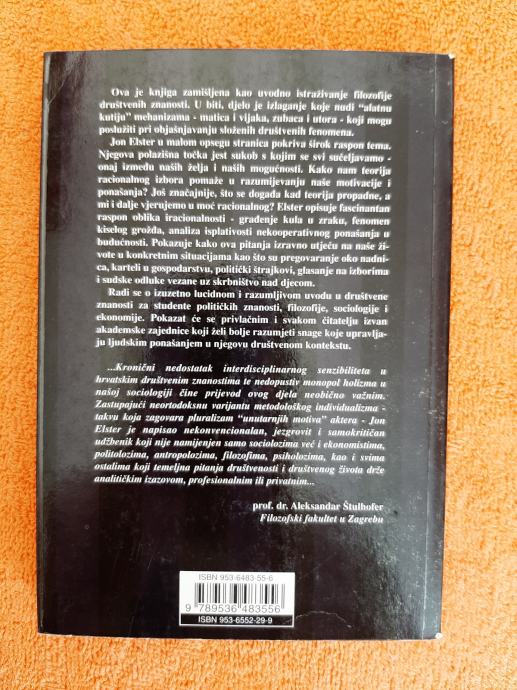 Ova je knjiga zamišljena kao uvodno istraživanje filozofije
društvenih znanosti. U biti, djelo je izlaganje koje nudi “alatnu
kutiju” mehanizama - matica i vijaka, zubaca i utora - koji mogu
poslužiti pri objašnjavanju složenih društvenih fenomena.
Jon Elster u malom opsegu stranica pokriva širok raspon tema.
Njegova polazišna točka jest sukob s kojim se svi sučeljavamo -
onaj između naših želja i naših mogućnosti. Kako nam teorija
racionalnog izbora pomaže u razumijevanju naše motivacije i
ponašanja? Još značajnije, što se događa kad teorija propadne, a
mi i dalje vjerujemo u moć racionalnog? Elster opisuje fascinantan
raspon oblika iracionalnosti - građenje kula u zraku, fenomen
kiselog grožđa, analiza isplativosti nekooperativnog ponašanja u
budućnosti. Pokazuje kako ova pitanja izravno utječu na naše ži-
vote u konkretnim situacijama kao što su pregovaranje oko nadni-
ca, karteli u gospodarstvu, politički štrajkovi, glasanje na izborima
i sudske odluke vezane uz skrbništvo nad djecom.
Radi se o izuzetno lucidnom i razumljivom uvodu u društvene
znanosti za studente političkih znanosti, filozofije, sociologije i
ekonomije. Pokazat će se privlačnim i svakom čitatelju izvan
akademske zajednice koji želi bolje razumjeti snage koje upravlja-
ju ljudskim ponašanjem u njegovu društvenom kontekstu.
...Kronični nedostatak interdisciplinarnog senzibiliteta u
hrvatskim društvenim znanostima te nedopustiv monopol holizma u
našoj sociologiji čine prijevod ovog djela neobično važnim.
Zastupajući neortodoksnu varijantu metodološkog individualizma -
takvu koja zagovara pluralizam “unutarnjih motiva” aktera - Jon
Elster je napisao nekonvencionalan, jezgrovit i samokritičan
udžbenik koji nije namijenjen samo sociolozima već i ekonomistima,
politolozima, antropolozima, filozofima, psiholozima, kao i svima
ostalima koji temeljna pitanja društvenosti i društvenog života drže
analitičkim izazovom, profesionalnim ili privatnim...
prof. dr. Aleksandar Štulhofer
Filozofski fakultet u Zagrebu
ISBN 953-6483-55-6
9 789536 483556
ISBN 953-6552-29-9